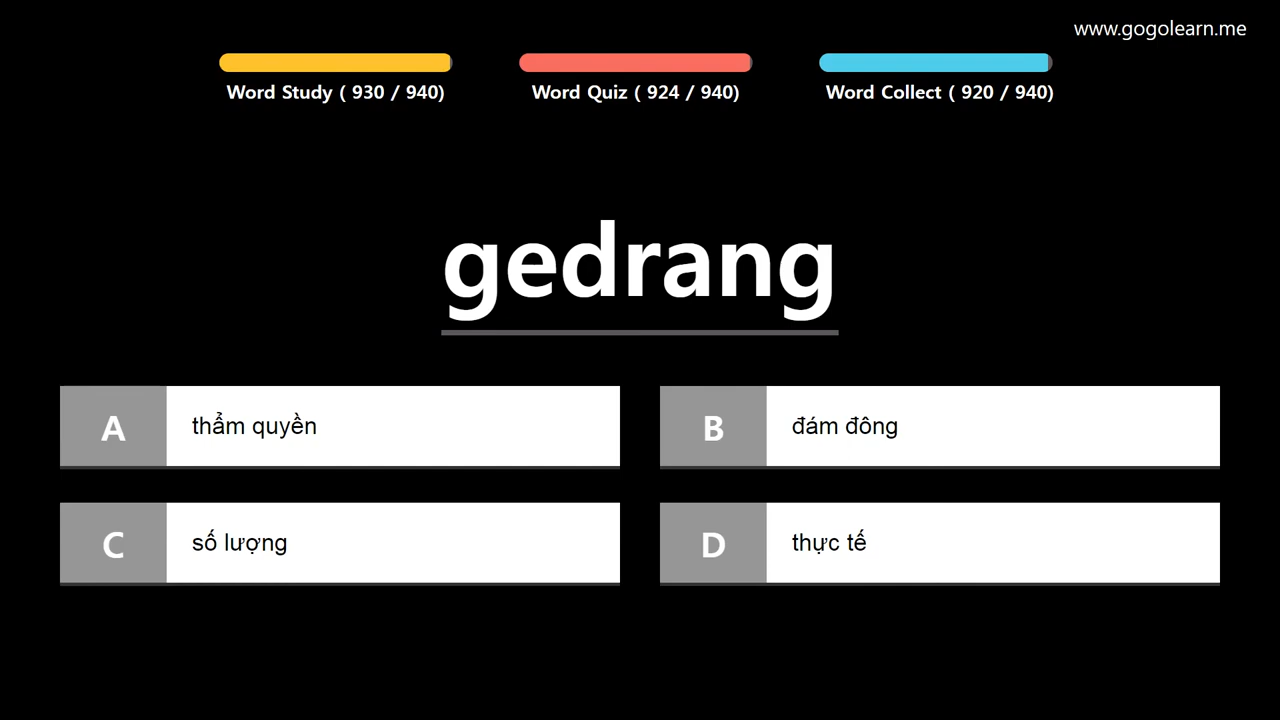 www.gogolearn.me
Word Study ( 930 / 940)
Word Quiz ( 924 / 940)
Word Collect ( 920 / 940)
gedrang
A
thẩm quyền
B
đám đông
C
số lượng
D
thực tế